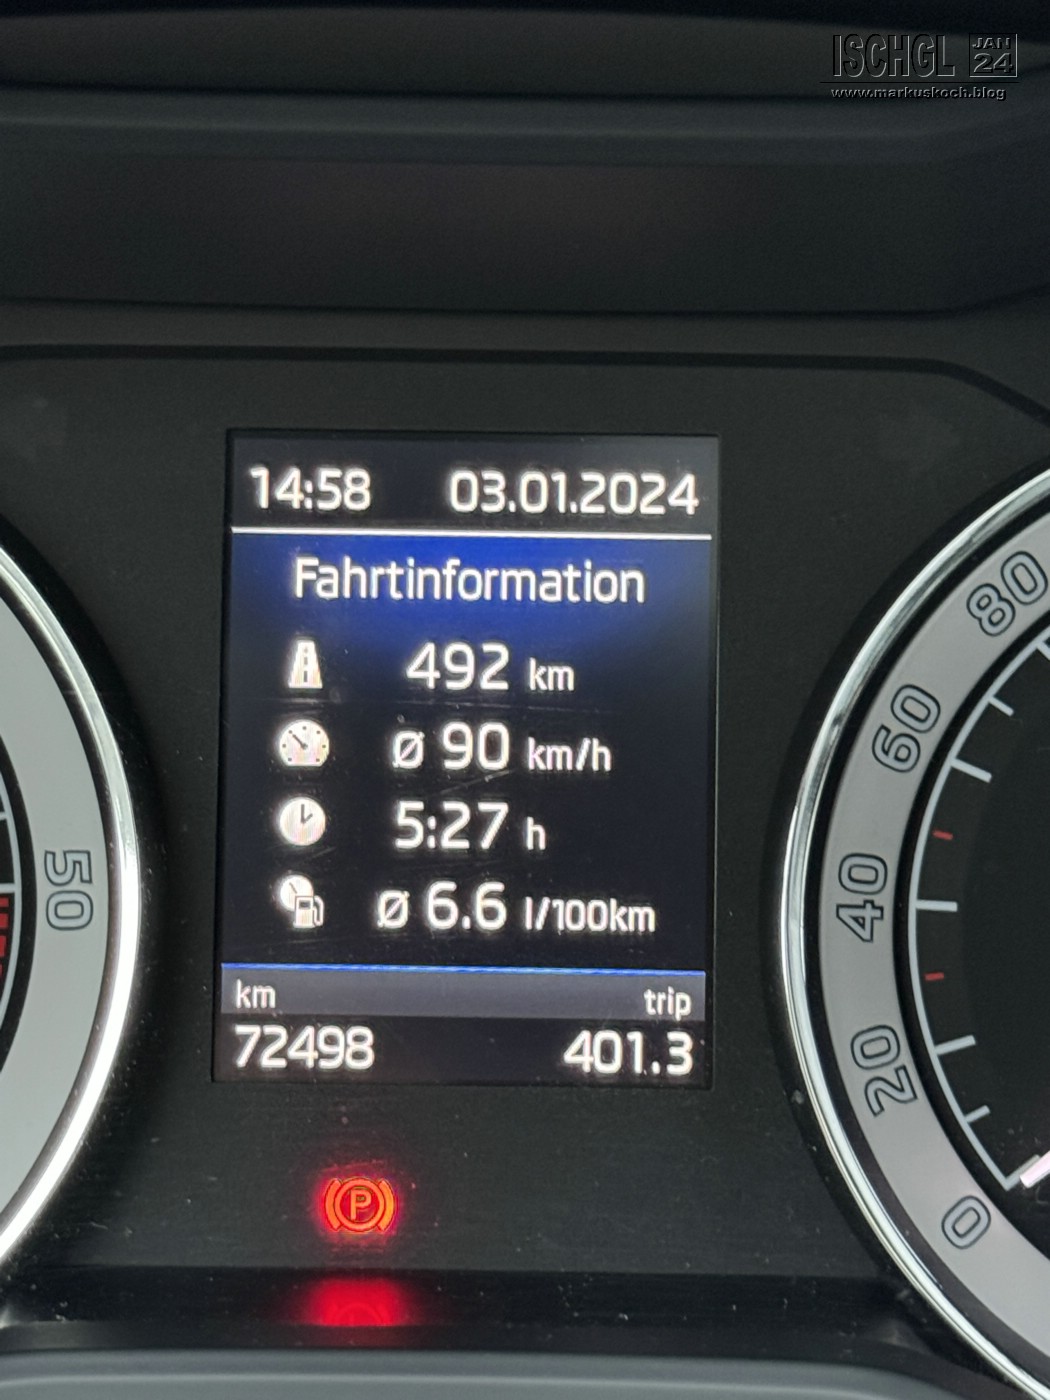 ISCHGL JAN 24
www.markuskoch.blog
14:58 03.01.2024
Fahrtinformation
492 km
ø 90 km/h
5:27 h
ø 6.6 l/100km
km trip
72498 401.3
50
80
60
40
20
0
P